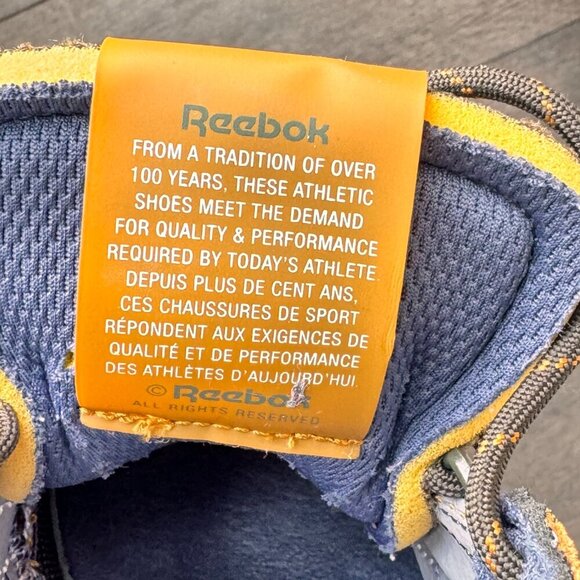 Reebok
FROM A TRADITION OF OVER
100 YEARS, THESE ATHLETIC
SHOES MEET THE DEMAND
FOR QUALITY & PERFORMANCE
REQUIRED BY TODAY'S ATHLETE.
DEPUIS PLUS DE CENT ANS,
CES CHAUSSURES DE SPORT
RÉPONDENT AUX EXIGENCES DE
QUALITÉ ET DE PERFORMANCE
DES ATHLÈTES D'AUJOURD'HUI.
© Reebok
ALL RIGHTS RESERVED